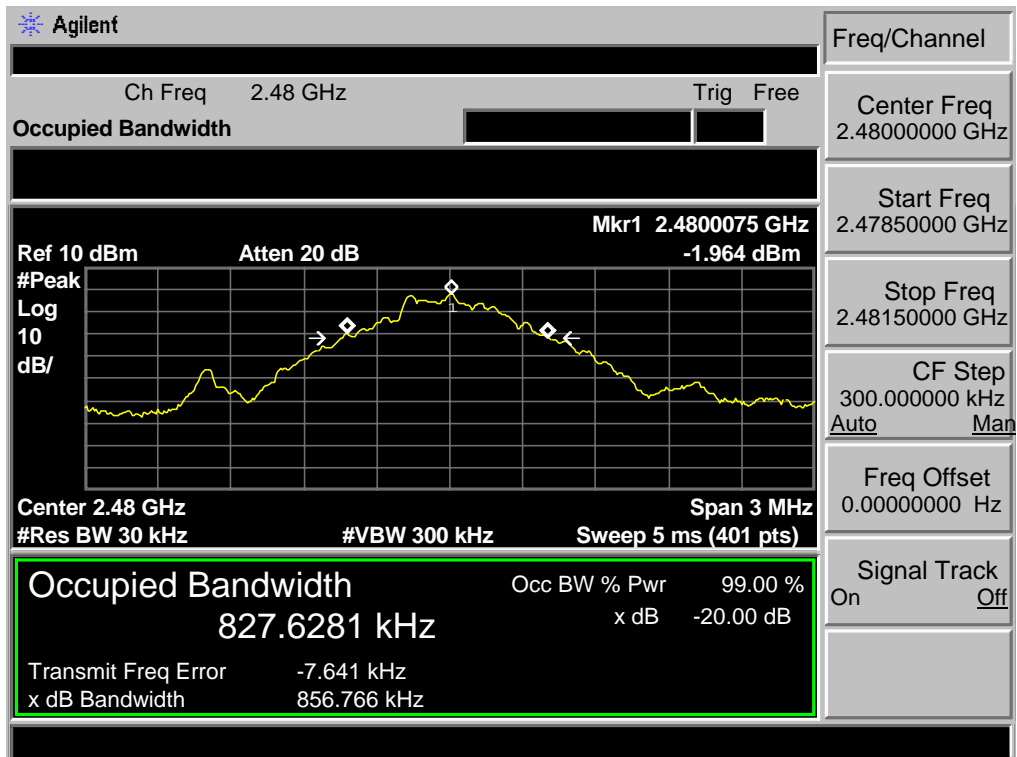 Agilent
Freq/Channel
Ch Freq 2.48 GHz Trig Free
Occupied Bandwidth
Center Freq
2.48000000 GHz
Start Freq
2.47850000 GHz
Mkr1 2.4800075 GHz
Ref 10 dBm Atten 20 dB -1.964 dBm
#Peak
Log
10
dB/
1
Stop Freq
2.48150000 GHz
CF Step
300.000000 kHz
Auto Man
Freq Offset
0.00000000 Hz
Center 2.48 GHz Span 3 MHz
#Res BW 30 kHz #VBW 300 kHz Sweep 5 ms (401 pts)
Signal Track
On Off
Occupied Bandwidth Occ BW % Pwr 99.00 %
827.6281 kHz x dB -20.00 dB
Transmit Freq Error -7.641 kHz
x dB Bandwidth 856.766 kHz